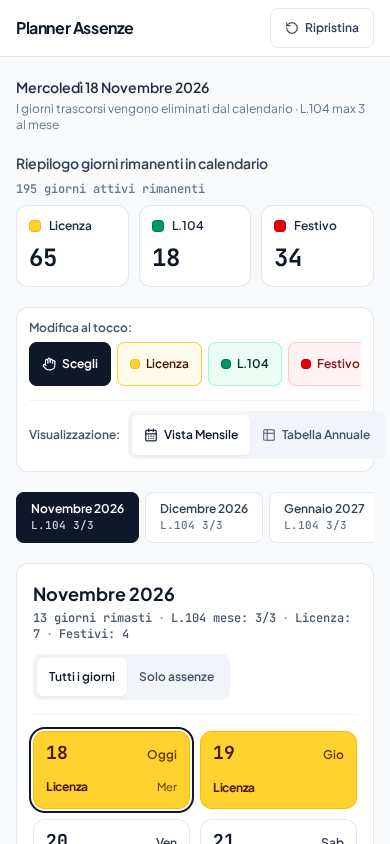 Planner Assenze
Ripristina
Mercoledì 18 Novembre 2026
I giorni trascorsi vengono eliminati dal calendario · L.104 max 3
al mese
Riepilogo giorni rimanenti in calendario
195 giorni attivi rimanenti
Licenza
L.104
Festivo
65
18
34
Modifica al tocco:
Scegli
Licenza
L.104
Festivo
Visualizzazione:
Vista Mensile
Tabella Annuale
Novembre 2026
Dicembre 2026
Gennaio 2027
L.104 3/3
L.104 3/3
L.104 3/3
Novembre 2026
13 giorni rimasti · L.104 mese: 3/3 · Licenza:
7 · Festivi: 4
Tutti i giorni
Solo assenze
18
Oggi
19
Gio
Licenza
Mer
Licenza
20
Ven
21
Sab